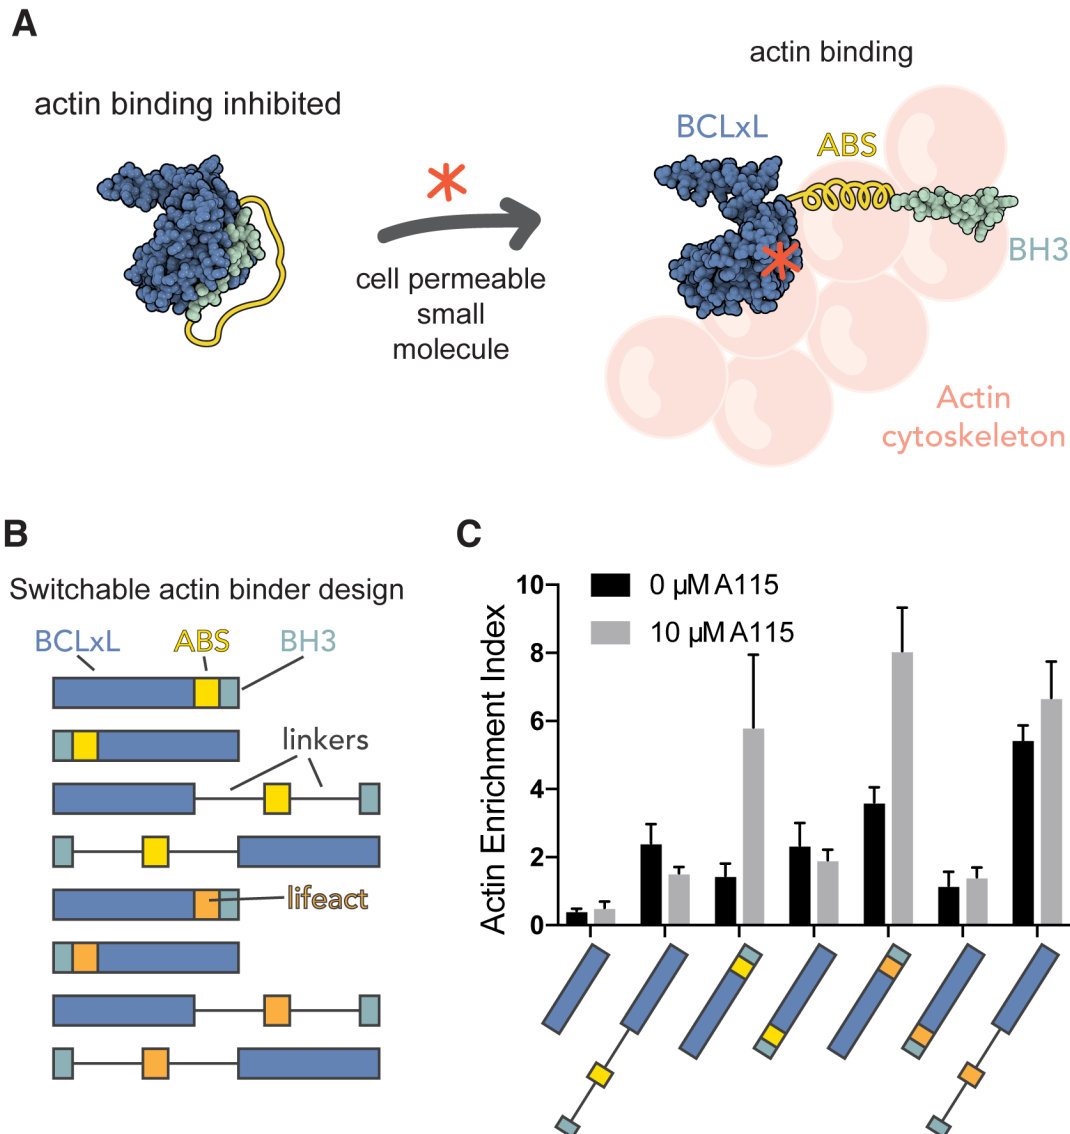 A
actin binding inhibited
cell permeable
small
molecule
actin binding
BCLxL
ABS
BH3
Actin
cytoskeleton
B
Switchable actin binder design
BCLxL ABS BH3
linkers
lifeact
C
Actin Enrichment Index
10
8
6
4
2
0
0 μM A115
10 μM A115